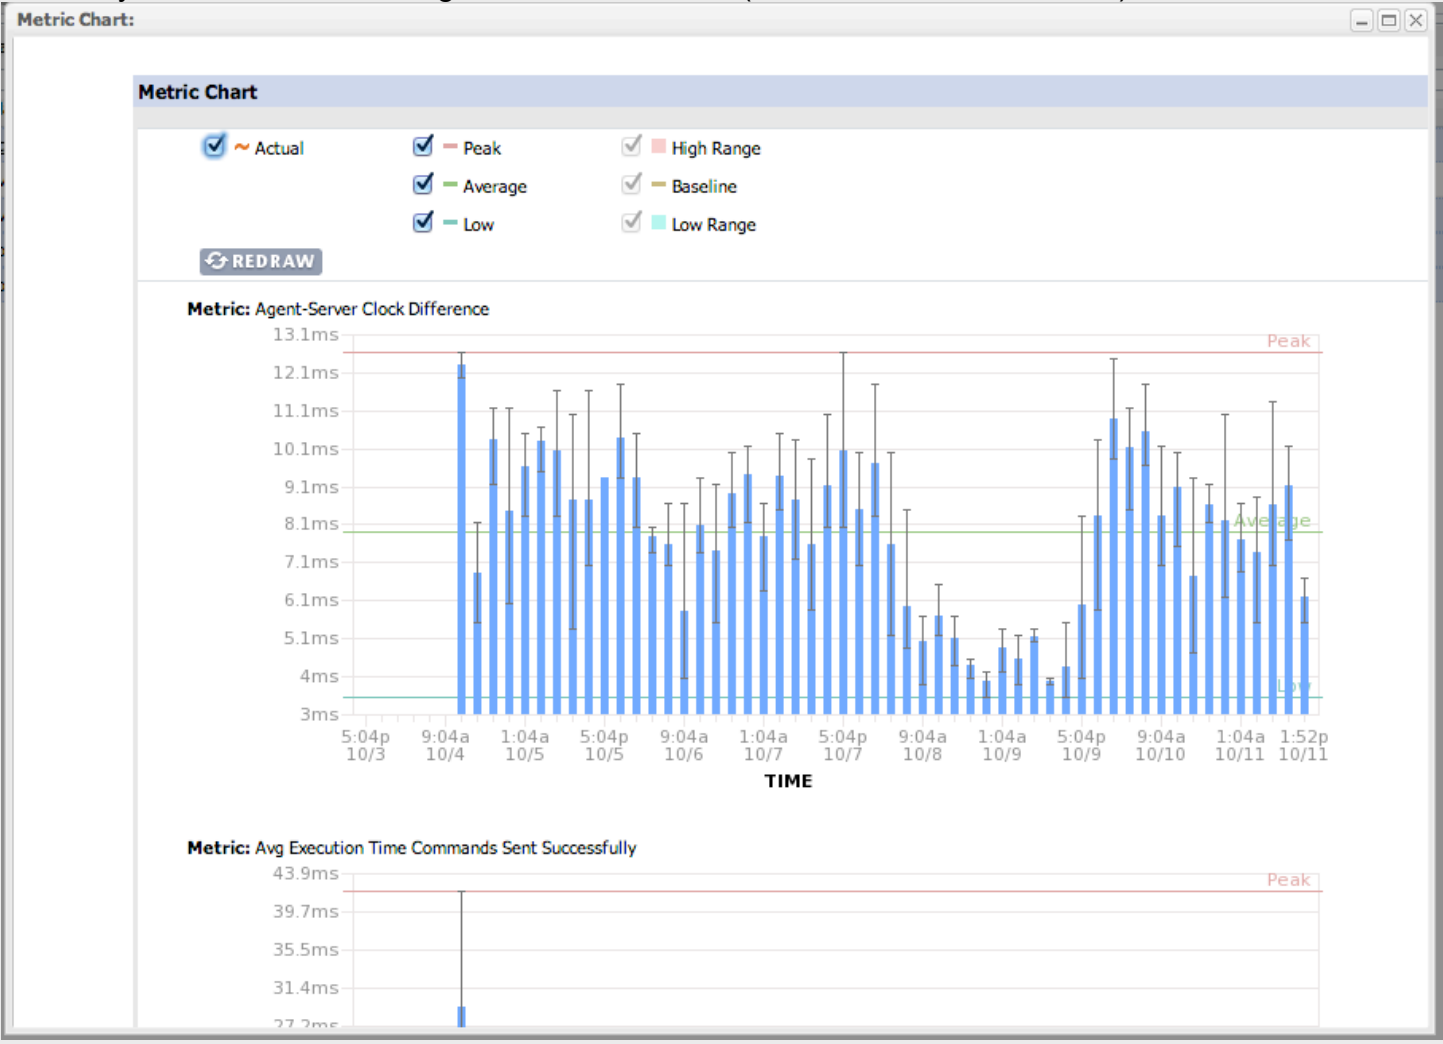 Metric Chart:
Metric Chart
Actual Peak High Range
Average Baseline
Low Low Range
REDRAW
Metric: Agent-Server Clock Difference
13.1ms
Peak
12.1ms
11.1ms
10.1ms
9.1ms
8.1ms
Average
7.1ms
6.1ms
5.1ms
4ms
Low
3ms
5:04p 9:04a 1:04a 5:04p 9:04a 1:04a 5:04p 9:04a 1:04a 5:04p 9:04a 1:04a 1:52p
10/3 10/4 10/5 10/5 10/6 10/7 10/7 10/8 10/9 10/9 10/10 10/11 10/11
TIME
Metric: Avg Execution Time Commands Sent Successfully
43.9ms
Peak
39.7ms
35.5ms
31.4ms
27.2ms